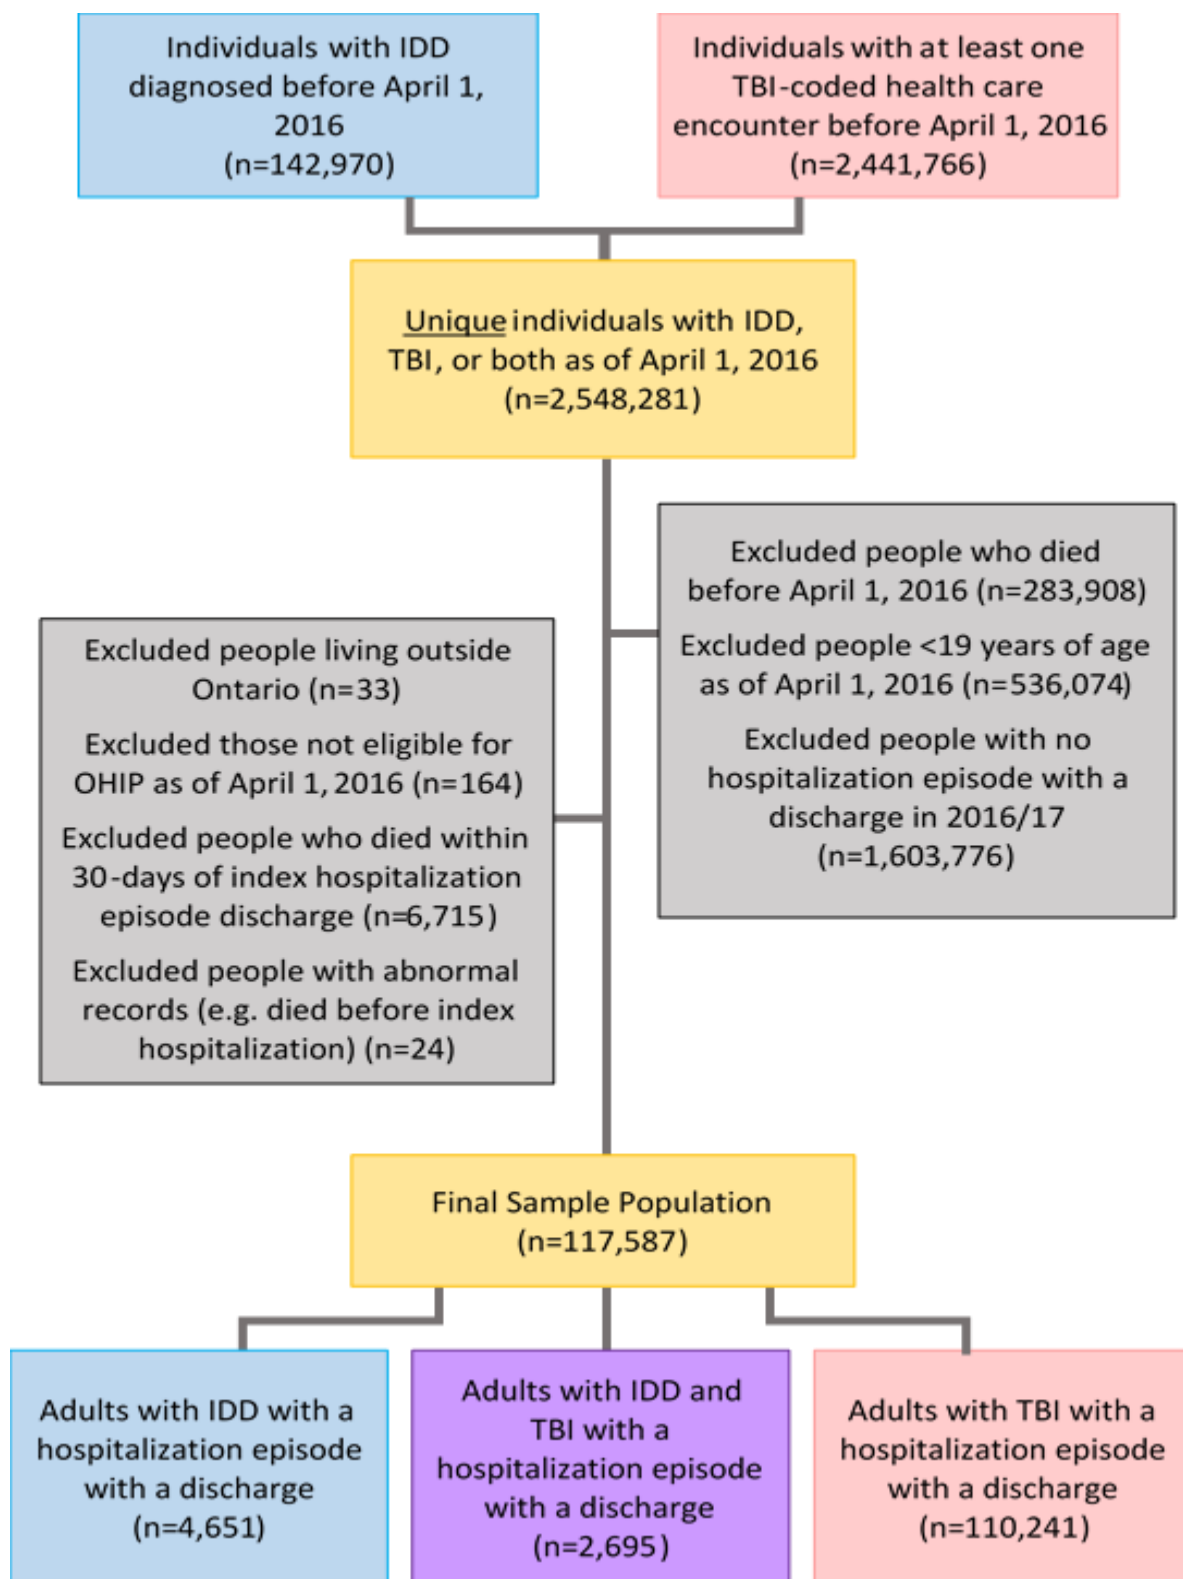 Individuals with IDD
diagnosed before April 1,
2016
(n=142,970)
Individuals with at least one
TBI-coded health care
encounter before April 1, 2016
(n=2,441,766)
Unique individuals with IDD,
TBI, or both as of April 1, 2016
(n=2,548,281)
Excluded people who died
before April 1, 2016 (n=283,908)
Excluded people <19 years of age
as of April 1, 2016 (n=536,074)
Excluded people with no
hospitalization episode with a
discharge in 2016/17
(n=1,603,776)
Excluded people living outside
Ontario (n=33)
Excluded those not eligible for
OHIP as of April 1, 2016 (n=164)
Excluded people who died within
30-days of index hospitalization
episode discharge (n=6,715)
Excluded people with abnormal
records (e.g. died before index
hospitalization) (n=24)
Final Sample Population
(n=117,587)
Adults with IDD with a
hospitalization episode
with a discharge
(n=4,651)
Adults with IDD and
TBI with a
hospitalization episode
with a discharge
(n=2,695)
Adults with TBI with a
hospitalization episode
with a discharge
(n=110,241)